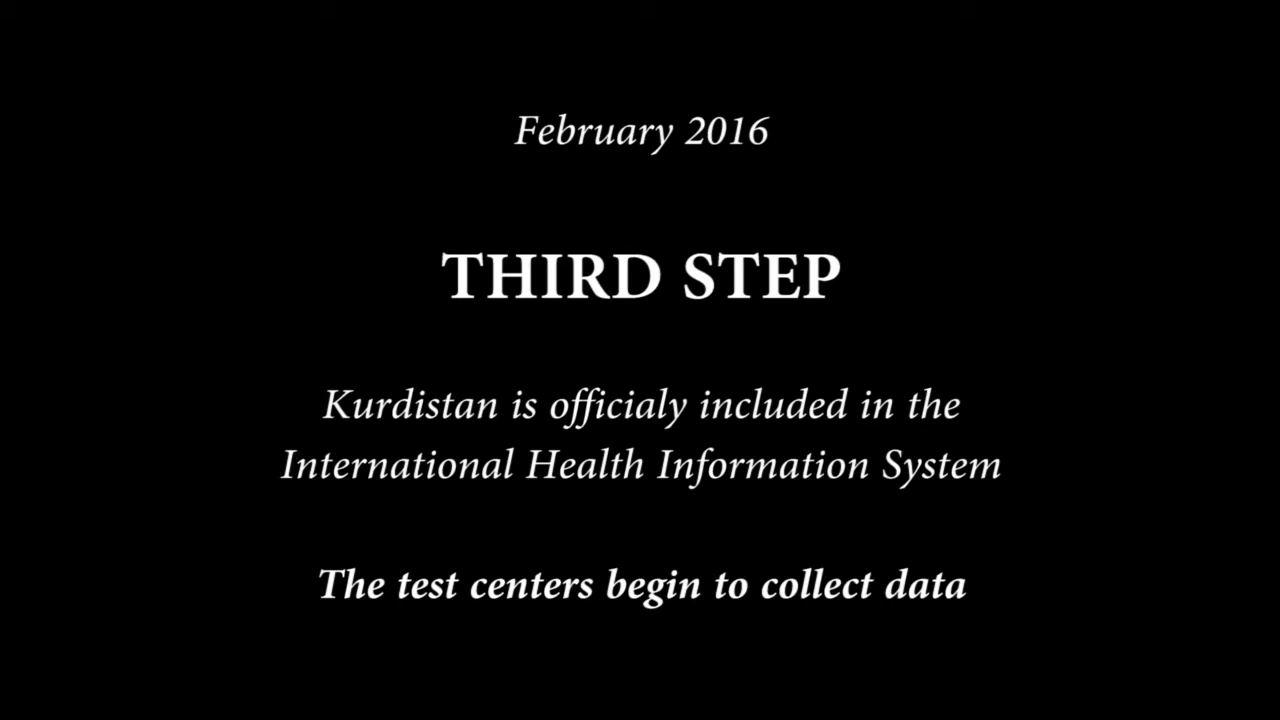 February 2016
THIRD STEP
Kurdistan is officialy included in the
International Health Information System
The test centers begin to collect data